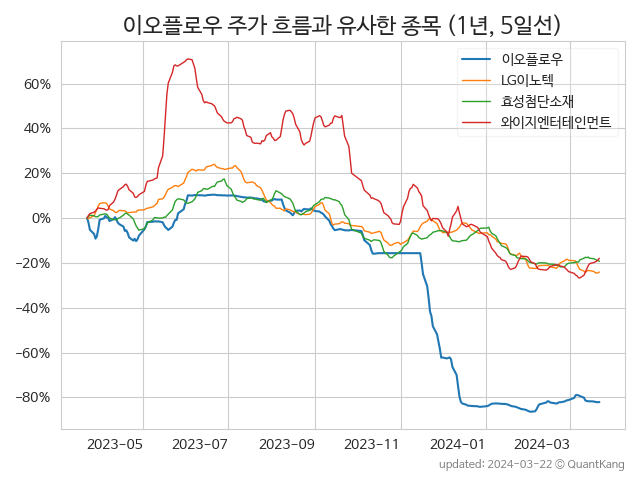 이오플로우 주가 흐름과 유사한 종목 (1년, 5일선)
이오플로우
LG이노텍
효성첨단소재
와이지엔터테인먼트
60%
40%
20%
0%
−20%
−40%
−60%
−80%
2023-05 2023-07 2023-09 2023-11 2024-01 2024-03
updated: 2024-03-22 © QuantKang